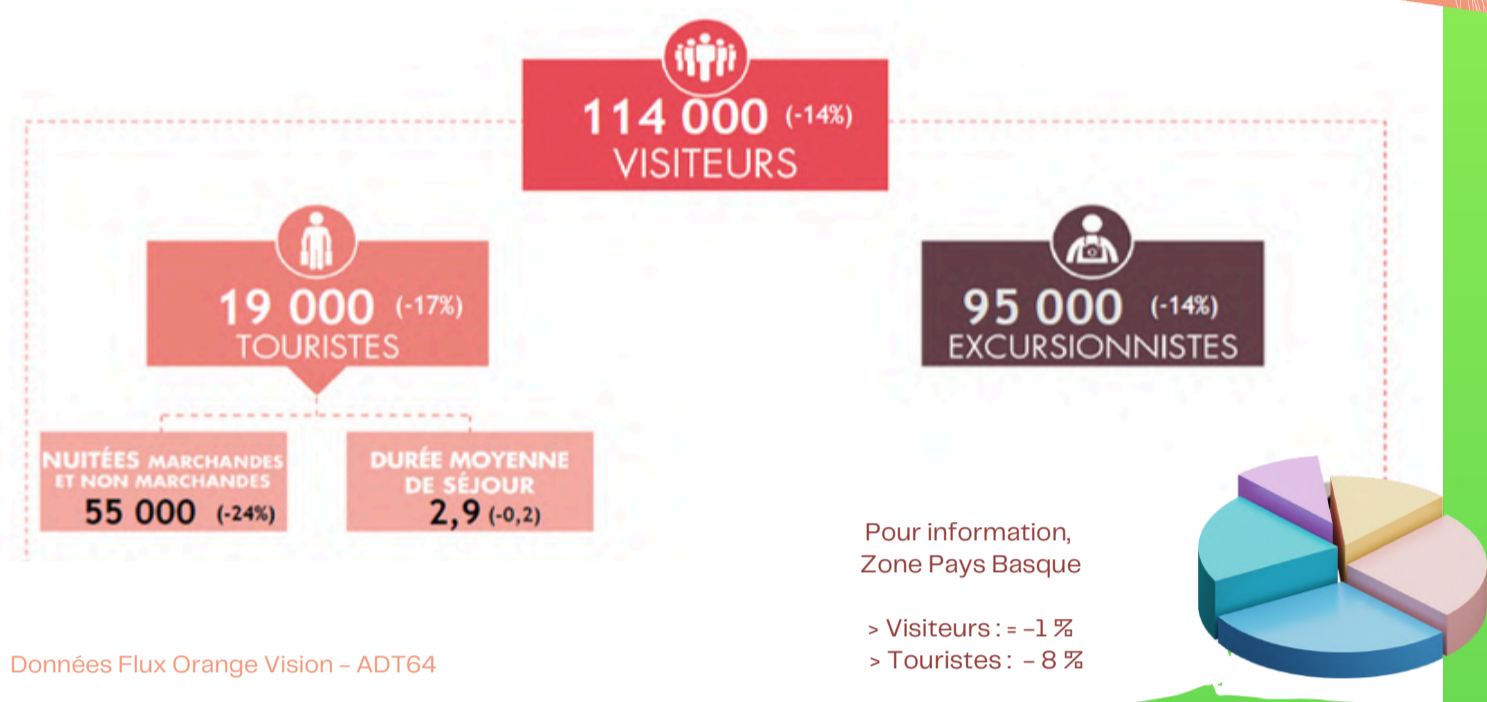 114 000 (-14%)
VISITEURS
19 000 (-17%)
TOURISTES
95 000 (-14%)
EXCURSIONNISTES
NUITÉES MARCHANDES
ET NON MARCHANDES
55 000 (-24%)
DURÉE MOYENNE
DE SÉJOUR
2,9 (-0,2)
Pour information,
Zone Pays Basque
> Visiteurs : = -1 %
> Touristes : - 8 %
Données Flux Orange Vision - ADT64